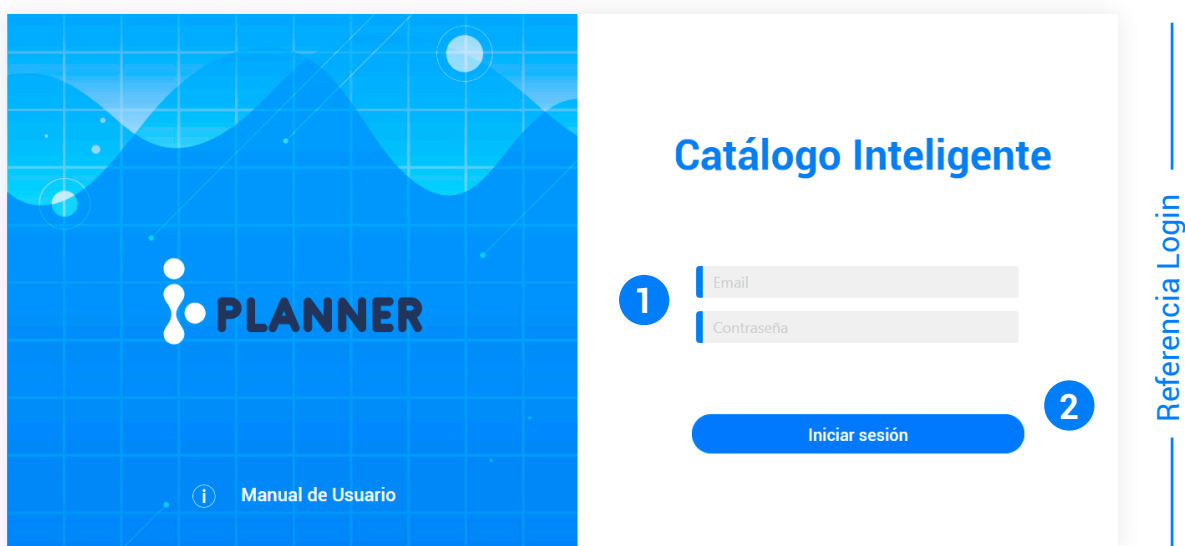 PLANNER
Manual de Usuario
Catálogo Inteligente
1
Email
Contraseña
2
Iniciar sesión
Referencia Login